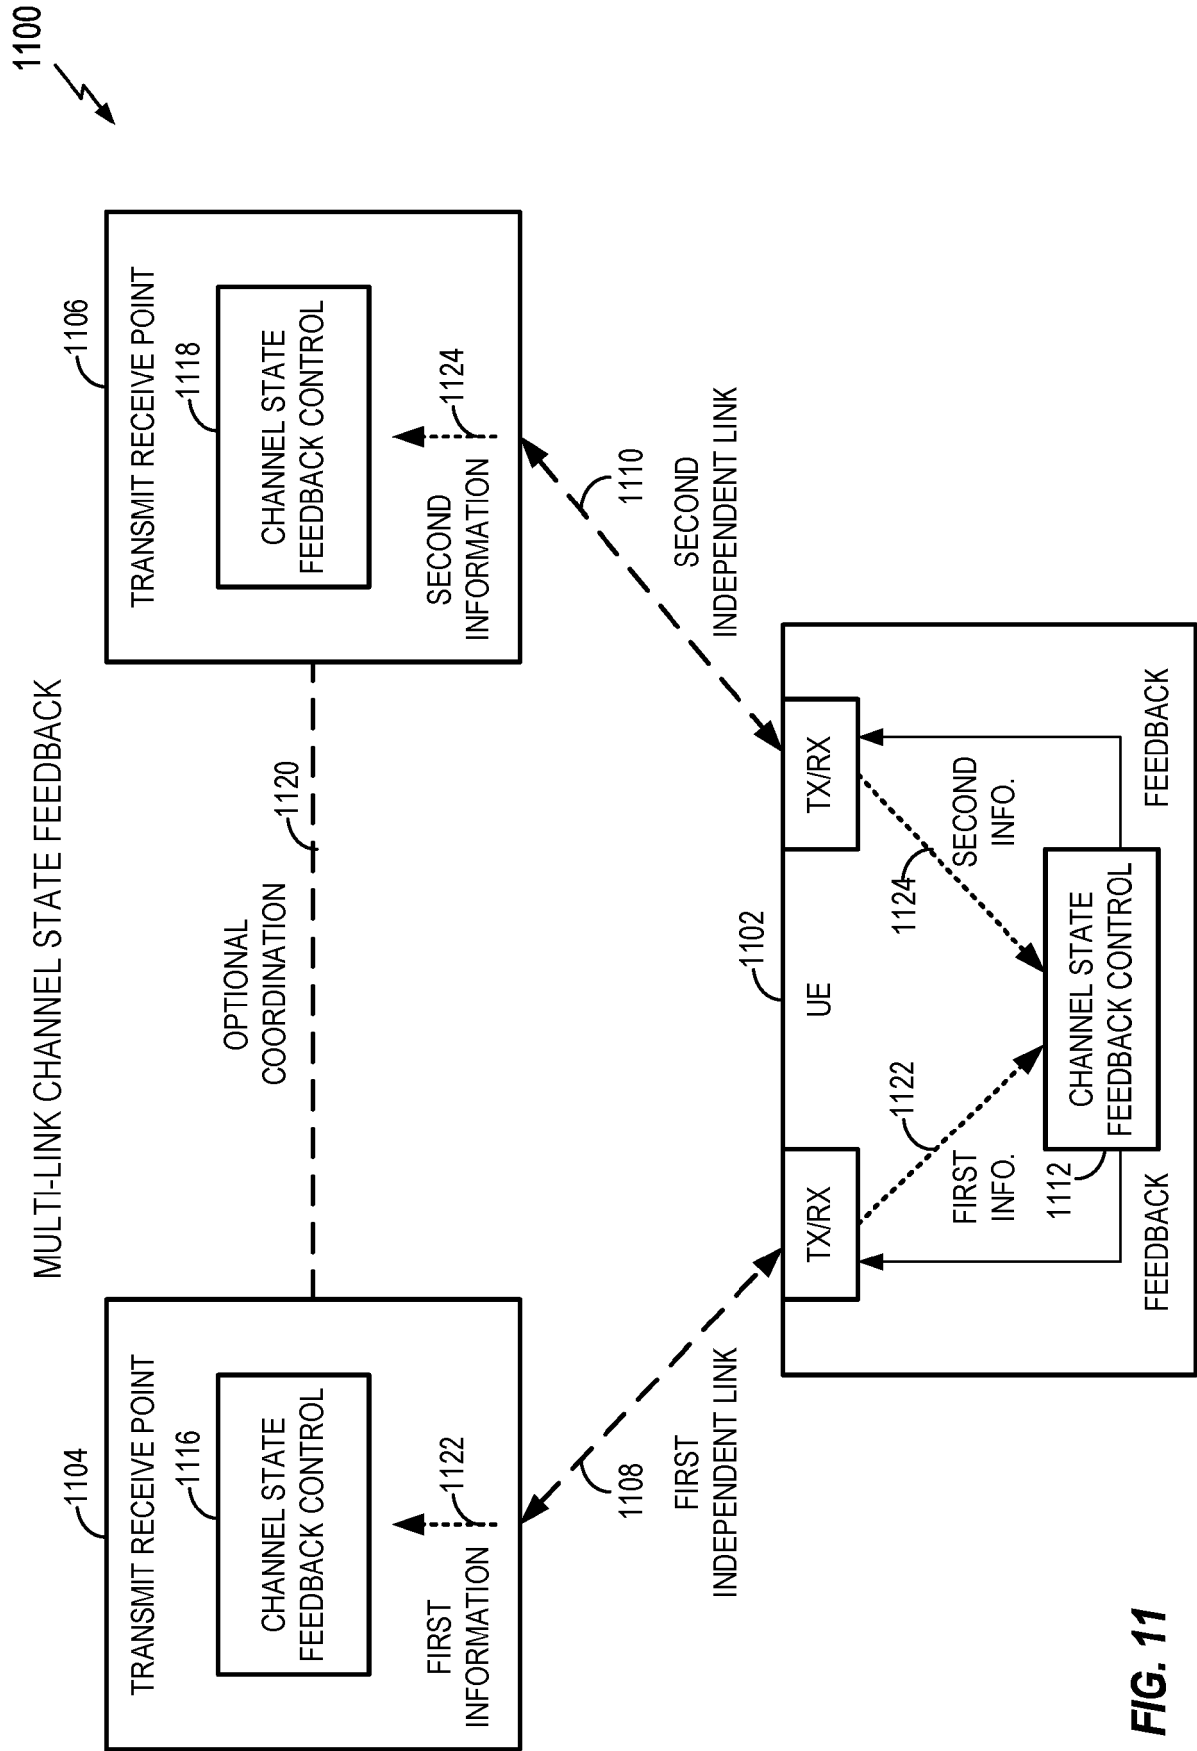 1100
MULTI-LINK CHANNEL STATE FEEDBACK
1104
TRANSMIT RECEIVE POINT
1116
CHANNEL STATE
FEEDBACK CONTROL
FIRST
INFORMATION
1122
OPTIONAL
COORDINATION
1120
1106
TRANSMIT RECEIVE POINT
1118
CHANNEL STATE
FEEDBACK CONTROL
SECOND
INFORMATION
1124
1108
FIRST
INDEPENDENT LINK
1110
SECOND
INDEPENDENT LINK
1102
TX/RX
UE
TX/RX
FIRST
INFO.
1122
1124
SECOND
INFO.
1112
CHANNEL STATE
FEEDBACK CONTROL
FEEDBACK
FEEDBACK
FIG. 11